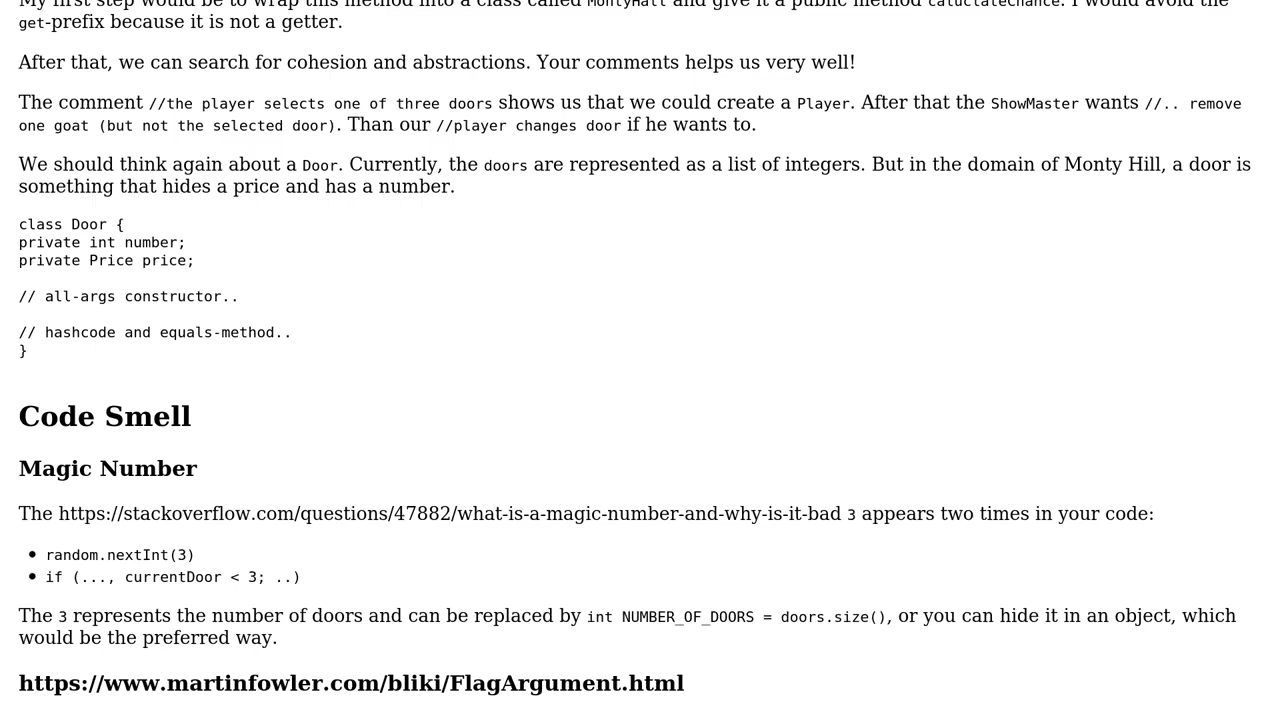 My first step would be to wrap this method into a class called MontyHall and give it a public method caluclateChance. I would avoid the
get-prefix because it is not a getter.
After that, we can search for cohesion and abstractions. Your comments helps us very well!
The comment //the player selects one of three doors shows us that we could create a Player. After that the ShowMaster wants //.. remove
one goat (but not the selected door). Than our //player changes door if he wants to.
We should think again about a Door. Currently, the doors are represented as a list of integers. But in the domain of Monty Hill, a door is
something that hides a price and has a number.
class Door {
private int number;
private Price price;
// all-args constructor..
// hashcode and equals-method..
}
Code Smell
Magic Number
The https://stackoverflow.com/questions/47882/what-is-a-magic-number-and-why-is-it-bad 3 appears two times in your code:
• random.nextInt(3)
• if (..., currentDoor < 3; ..)
The 3 represents the number of doors and can be replaced by int NUMBER_OF_DOORS = doors.size(), or you can hide it in an object, which
would be the preferred way.
https://www.martinfowler.com/bliki/FlagArgument.html